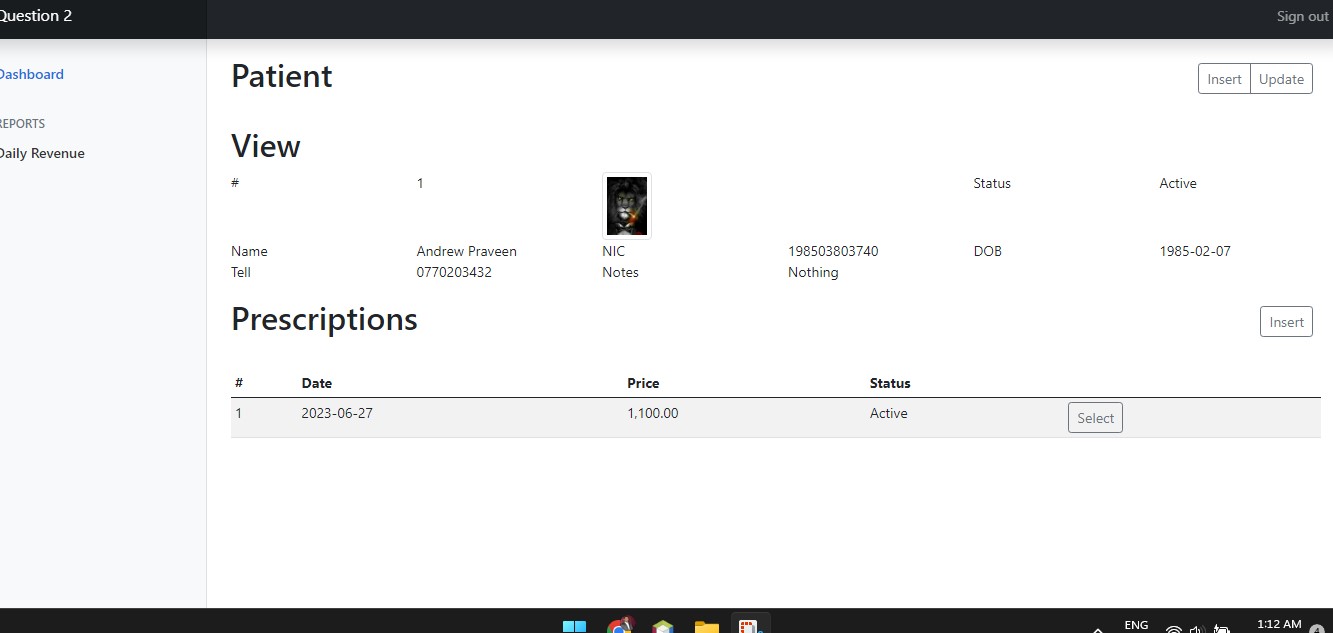 Question 2
Sign out
Dashboard
REPORTS
Daily Revenue
Patient
Insert Update
View
# 1 Status Active
Name Andrew Praveen NIC 198503803740 DOB 1985-02-07
Tell 0770203432 Notes Nothing
Prescriptions
Insert
# Date Price Status
1 2023-06-27 1,100.00 Active Select
ENG
1:12 AM